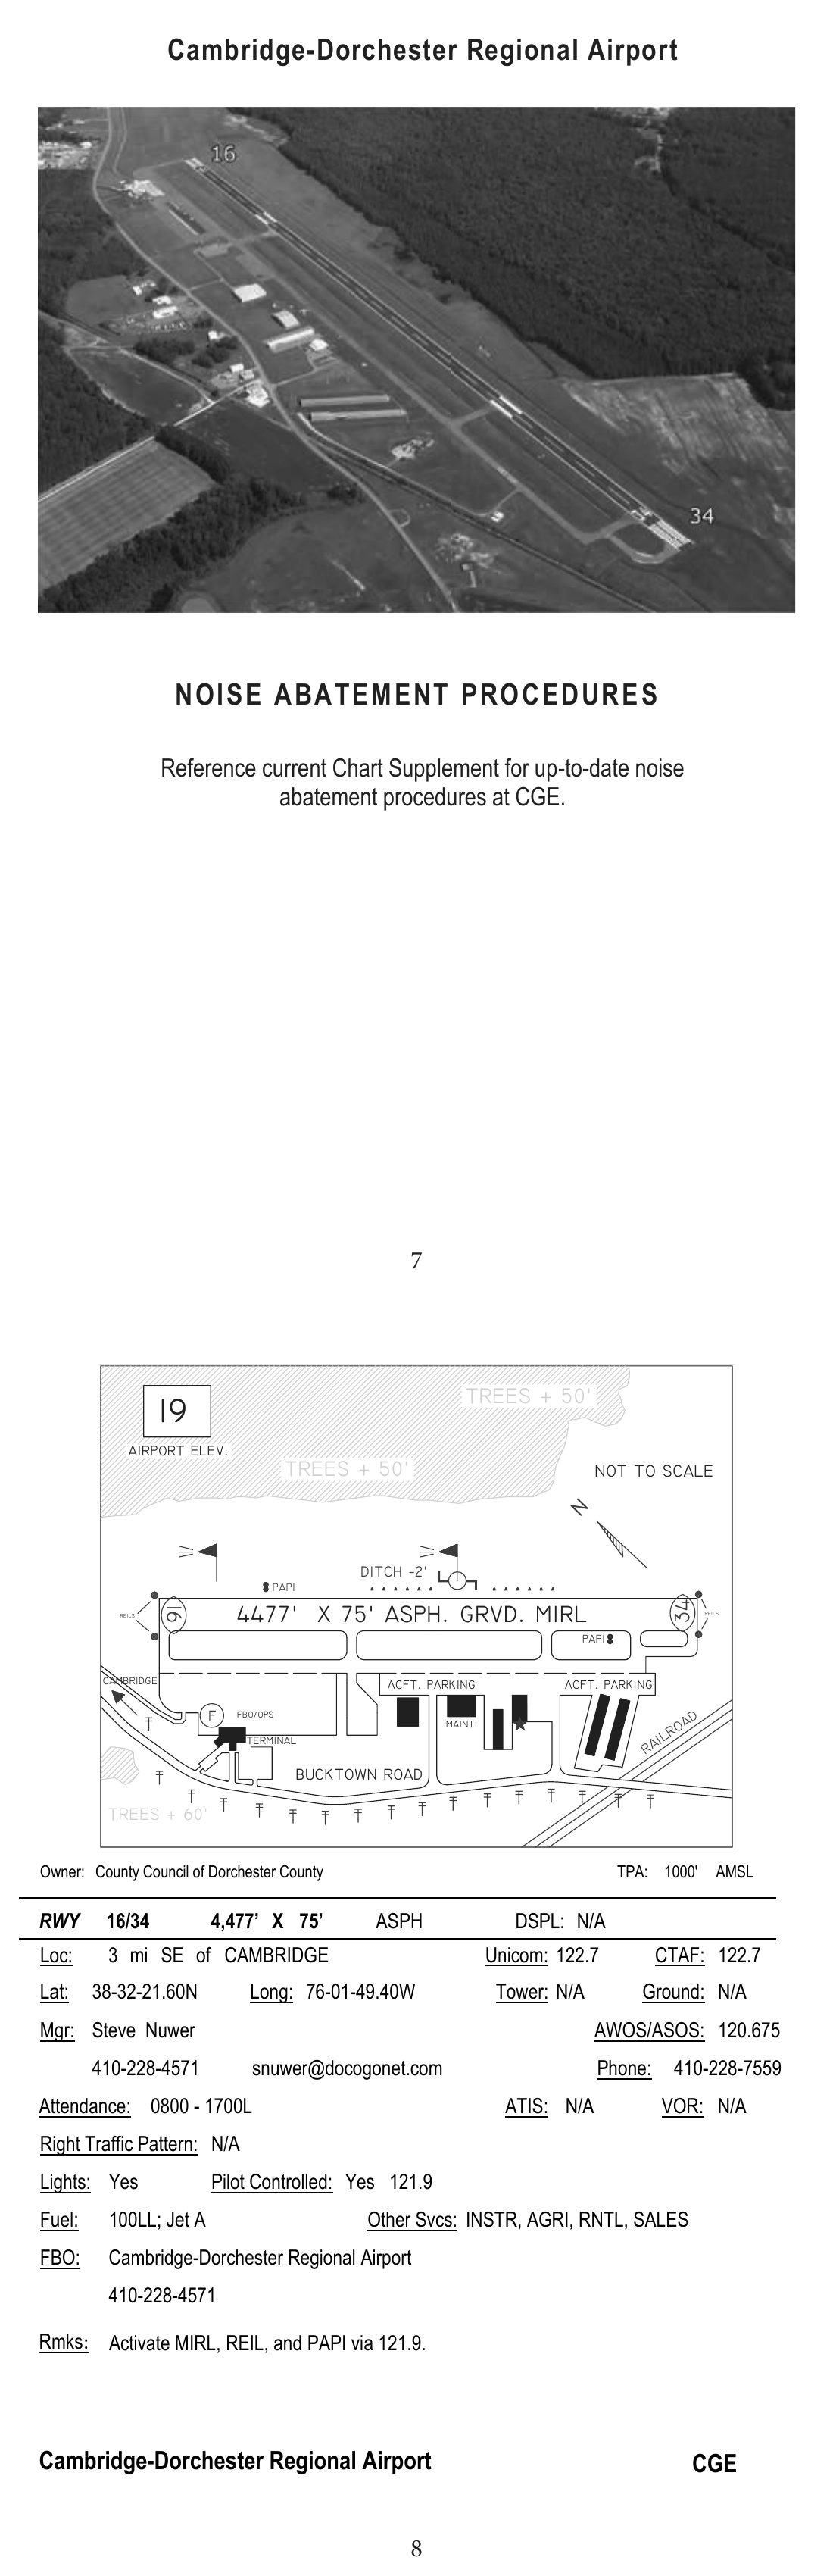 Cambridge-Dorchester Regional Airport
16
34
NOISE ABATEMENT PROCEDURES
Reference current Chart Supplement for up-to-date noise
abatement procedures at CGE.
7
19
AIRPORT ELEV.
TREES + 50'
TREES + 50'
NOT TO SCALE
N
DITCH -2'
PAPI
REILS
16
4477' X 75' ASPH. GRVD. MIRL
34
REILS
PAPI
CAMBRIDGE
ACFT. PARKING
ACFT. PARKING
F
FBO/OPS
MAINT.
TERMINAL
RAILROAD
BUCKTOWN ROAD
TREES + 60'
Owner: County Council of Dorchester County TPA: 1000' AMSL
RWY 16/34 4,477’ X 75’ ASPH DSPL: N/A
Loc: 3 mi SE of CAMBRIDGE Unicom: 122.7 CTAF: 122.7
Lat: 38-32-21.60N Long: 76-01-49.40W Tower: N/A Ground: N/A
Mgr: Steve Nuwer AWOS/ASOS: 120.675
410-228-4571 snuwer@docogonet.com Phone: 410-228-7559
Attendance: 0800 - 1700L ATIS: N/A VOR: N/A
Right Traffic Pattern: N/A
Lights: Yes Pilot Controlled: Yes 121.9
Fuel: 100LL; Jet A Other Svcs: INSTR, AGRI, RNTL, SALES
FBO: Cambridge-Dorchester Regional Airport
410-228-4571
Rmks: Activate MIRL, REIL, and PAPI via 121.9.
Cambridge-Dorchester Regional Airport CGE
8